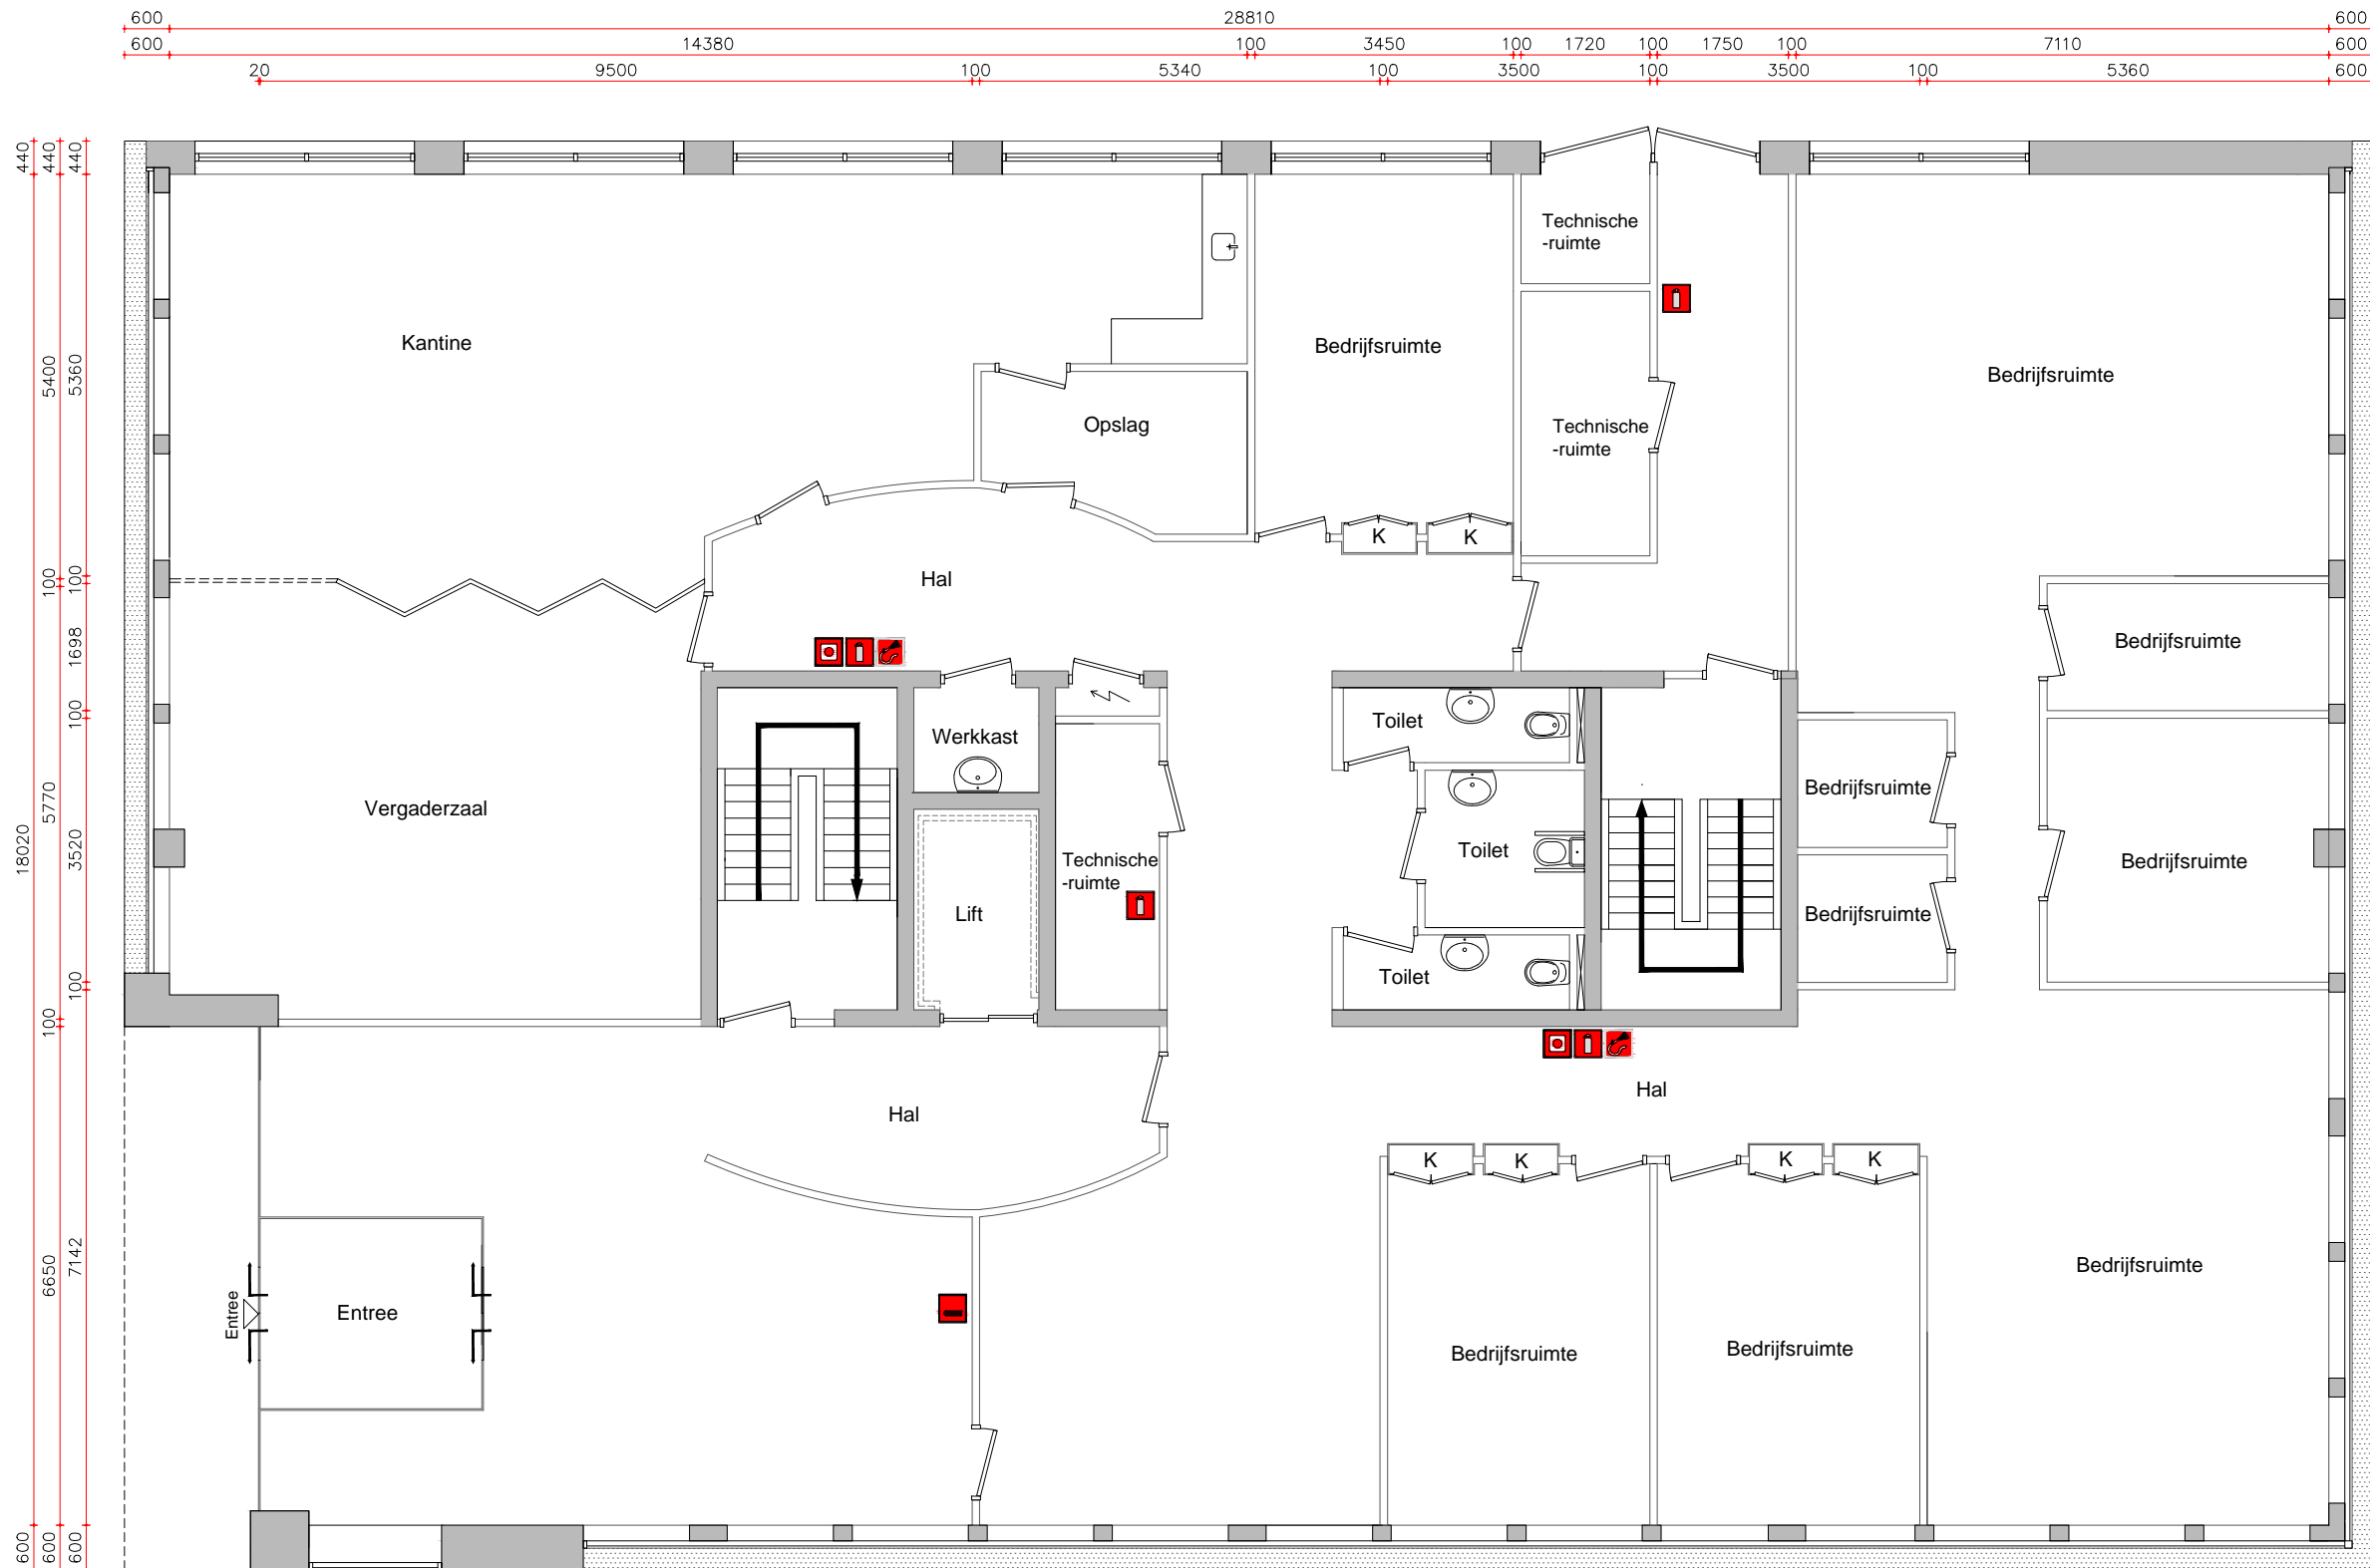 600 28810 600
600 14380 100 3450 100 1720 100 1750 100 7110 600
20 9500 100 5340 100 3500 100 3500 100 5360 600
440 440 440
Technische
-ruimte
Kantine
Bedrijfsruimte
Bedrijfsruimte
5400 5360
Opslag
Technische
-ruimte
K K
Hal
100 100
1698
Bedrijfsruimte
100
Toilet
Werkkast
Bedrijfsruimte
Vergaderzaal
18020 5770 3520
Toilet
Technische
-ruimte
Bedrijfsruimte
Lift
Bedrijfsruimte
Toilet
100
100
Hal
Hal
K K K K
6650 7142
Bedrijfsruimte
Entree
Entree
Bedrijfsruimte
Bedrijfsruimte
600 600 600